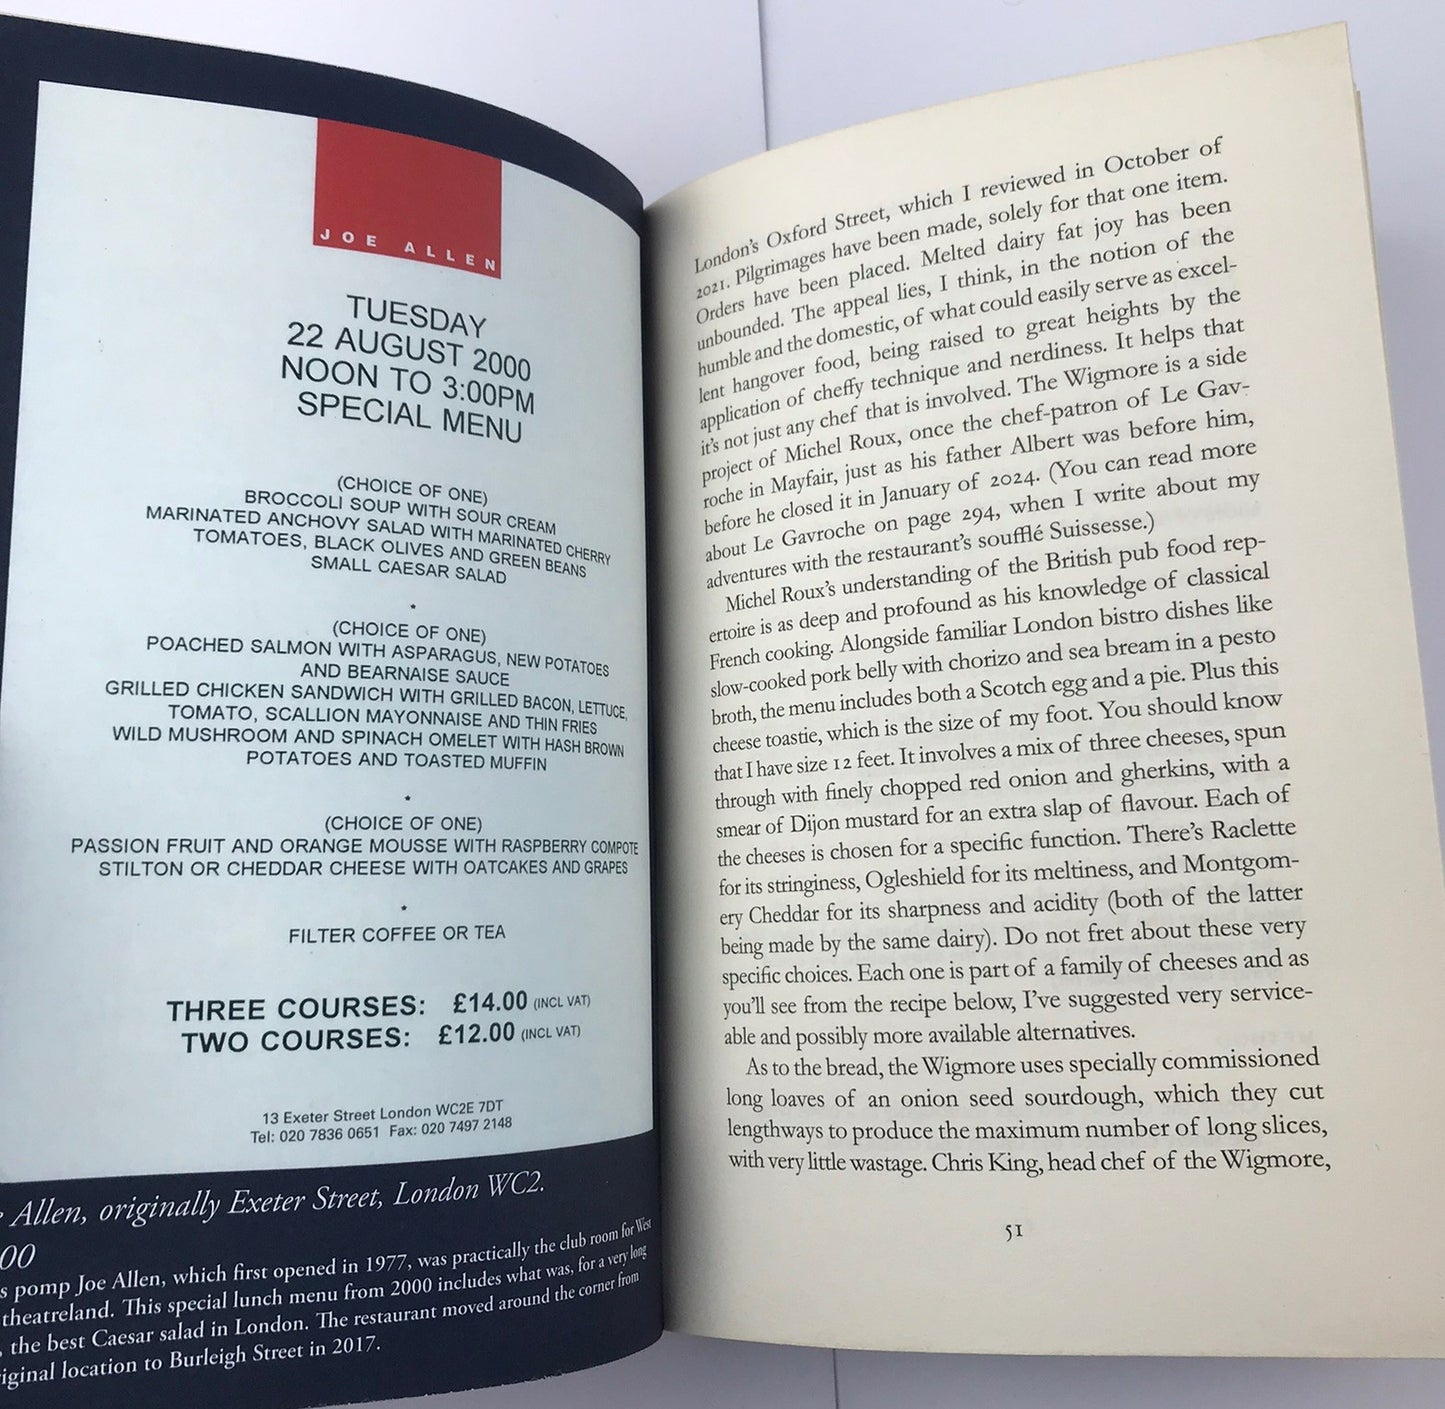 JOE ALLEN
TUESDAY
22 AUGUST 2000
NOON TO 3:00PM
SPECIAL MENU
(CHOICE OF ONE)
BROCCOLI SOUP WITH SOUR CREAM
MARINATED ANCHOVY SALAD WITH MARINATED CHERRY
TOMATOES, BLACK OLIVES AND GREEN BEANS
SMALL CAESAR SALAD
*
(CHOICE OF ONE)
POACHED SALMON WITH ASPARAGUS, NEW POTATOES
AND BEARNAISE SAUCE
GRILLED CHICKEN SANDWICH WITH GRILLED BACON, LETTUCE,
TOMATO, SCALLION MAYONNAISE AND THIN FRIES
WILD MUSHROOM AND SPINACH OMELET WITH HASH BROWN
POTATOES AND TOASTED MUFFIN
*
(CHOICE OF ONE)
PASSION FRUIT AND ORANGE MOUSSE WITH RASPBERRY COMPOTE
STILTON OR CHEDDAR CHEESE WITH OATCAKES AND GRAPES
*
FILTER COFFEE OR TEA
THREE COURSES: £14.00 (INCL VAT)
TWO COURSES: £12.00 (INCL VAT)
13 Exeter Street London WC2E 7DT
Tel: 020 7836 0651 Fax: 020 7497 2148
Allen, originally Exeter Street, London WC2.
00
s pomp Joe Allen, which first opened in 1977, was practically the club room for West
theatreland. This special lunch menu from 2000 includes what was, for a very long
, the best Caesar salad in London. The restaurant moved around the corner from
iginal location to Burleigh Street in 2017.
London's Oxford Street, which I reviewed in October of
2021. Pilgrimages have been made, solely for that one item.
Orders have been placed. Melted dairy fat joy has been
unbounded. The appeal lies, I think, in the notion of the
humble and the domestic, of what could easily serve as excel-
lent hangover food, being raised to great heights by the
application of cheffy technique and nerdiness. It helps that
it's not just any chef that is involved. The Wigmore is a side
project of Michel Roux, once the chef-patron of Le Gav-
roche in Mayfair, just as his father Albert was before him,
before he closed it in January of 2024. (You can read more
about Le Gavroche on page 294, when I write about my
adventures with the restaurant's soufflé Suissesse.)
Michel Roux's understanding of the British pub food rep-
ertoire is as deep and profound as his knowledge of classical
French cooking. Alongside familiar London bistro dishes like
slow-cooked pork belly with chorizo and sea bream in a pesto
broth, the menu includes both a Scotch egg and a pie. Plus this
cheese toastie, which is the size of my foot. You should know
that I have size 12 feet. It involves a mix of three cheeses, spun
through with finely chopped red onion and gherkins, with a
smear of Dijon mustard for an extra slap of flavour. Each of
the cheeses is chosen for a specific function. There's Raclette
for its stringiness, Ogleshield for its meltiness, and Montgom-
ery Cheddar for its sharpness and acidity (both of the latter
being made by the same dairy). Do not fret about these very
specific choices. Each one is part of a family of cheeses and as
you'll see from the recipe below, I've suggested very service-
able and possibly more available alternatives.
As to the bread, the Wigmore uses specially commissioned
long loaves of an onion seed sourdough, which they cut
lengthways to produce the maximum number of long slices,
with very little wastage. Chris King, head chef of the Wigmore,
51